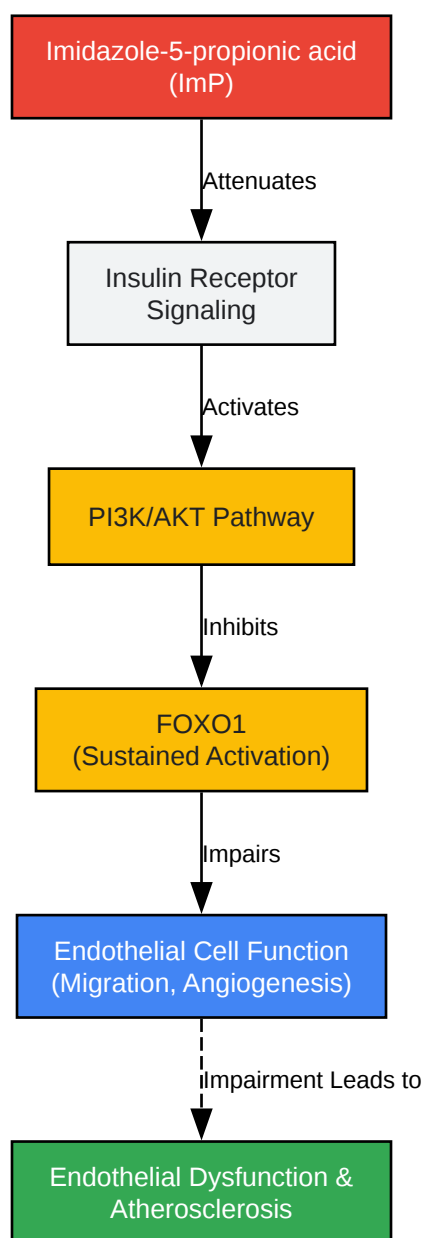 Imidazole-5-propionic acid
(ImP)
Attenuates
Insulin Receptor
Signaling
Activates
PI3K/AKT Pathway
Inhibits
FOXO1
(Sustained Activation)
Impairs
Endothelial Cell Function
(Migration, Angiogenesis)
Impairment Leads to
Endothelial Dysfunction &
Atherosclerosis